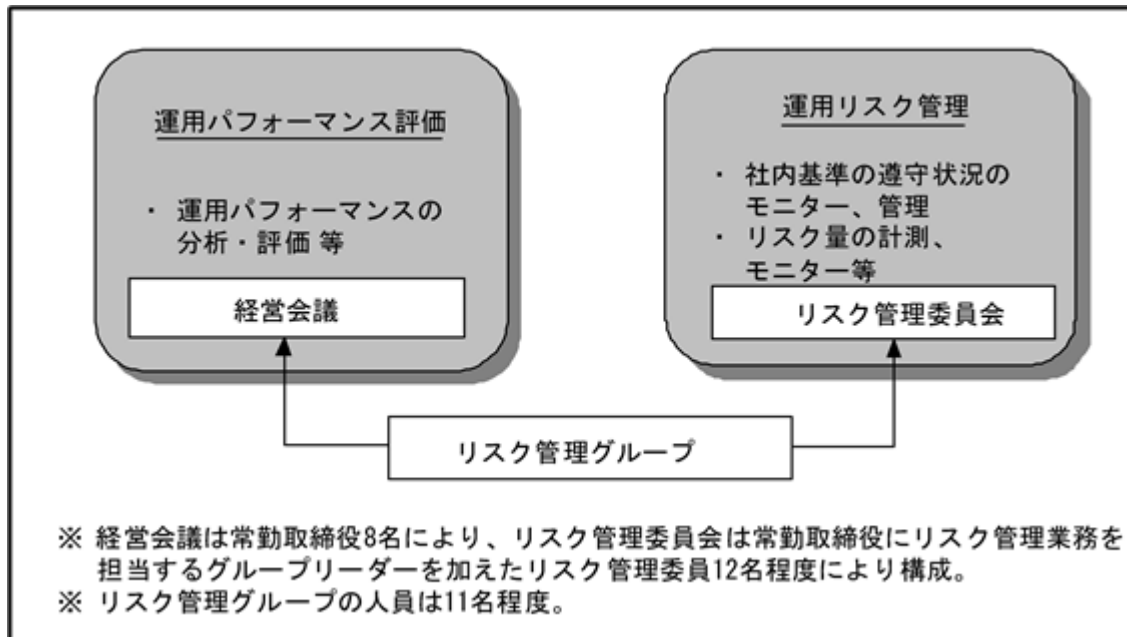 運用パフォーマンス評価
・ 運用パフォーマンスの
分析・評価 等
経営会議
運用リスク管理
・ 社内基準の遵守状況の
モニター、管理
・ リスク量の計測、
モニター等
リスク管理委員会
リスク管理グループ
※ 経営会議は常勤取締役8名により、リスク管理委員会は常勤取締役にリスク管理業務を
担当するグループリーダーを加えたリスク管理委員12名程度により構成。
※ リスク管理グループの人員は11名程度。